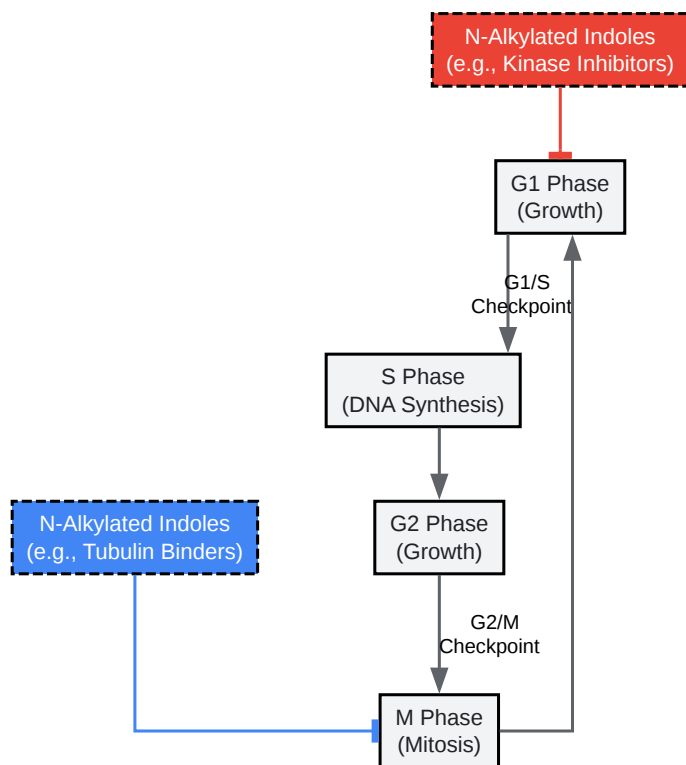 N-Alkylated Indoles
(e.g., Kinase Inhibitors)
G1 Phase
(Growth)
G1/S
Checkpoint
S Phase
(DNA Synthesis)
N-Alkylated Indoles
(e.g., Tubulin Binders)
G2 Phase
(Growth)
G2/M
Checkpoint
M Phase
(Mitosis)